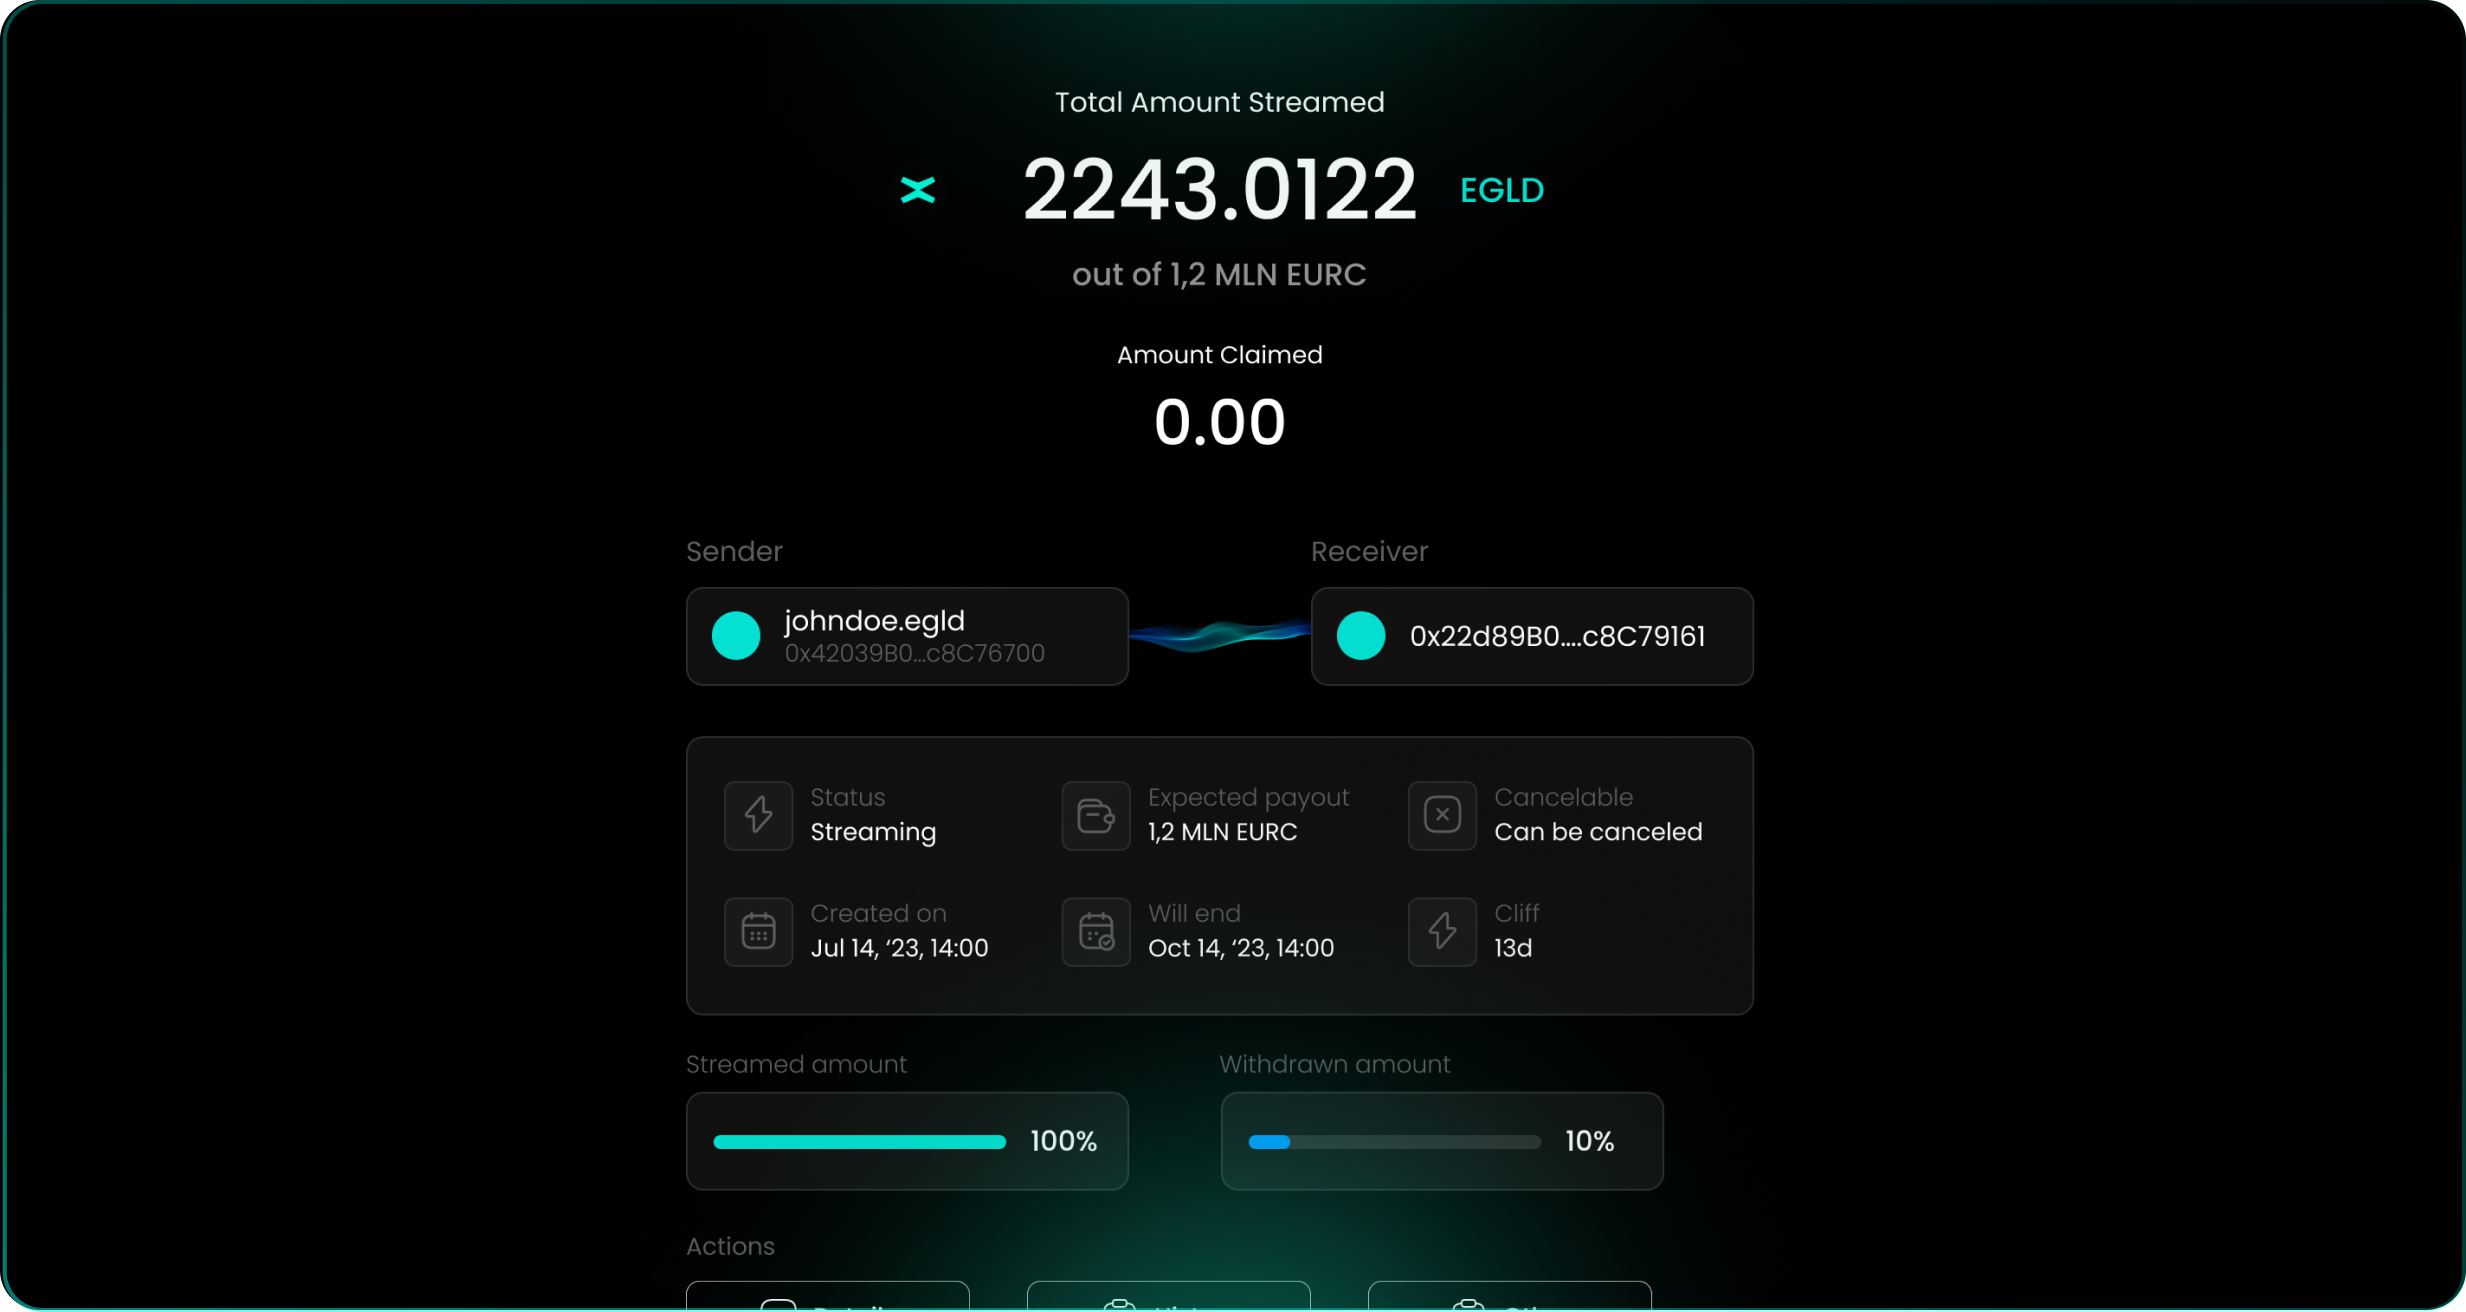 Total Amount Streamed
2243.0122 EGLD
out of 1,2 MLN EURC
Amount Claimed
0.00
Sender
Receiver
johndoe.egld
0x42039B0...c8C76700
0x22d89B0....c8C79161
Status
Streaming
Expected payout
1,2 MLN EURC
Cancelable
Can be canceled
Created on
Jul 14, ‘23, 14:00
Will end
Oct 14, ‘23, 14:00
Cliff
13d
Streamed amount
Withdrawn amount
100%
10%
Actions